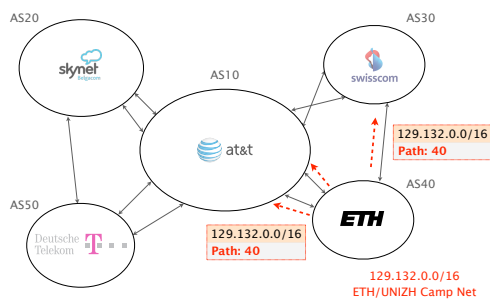 AS20
AS30
skynet
belgacom
AS10
swisscom
at&t
129.132.0.0/16
Path: 40
AS40
AS50
ETH
Deutsche
Telekom
T
129.132.0.0/16
Path: 40
129.132.0.0/16
ETH/UNIZH Camp Net